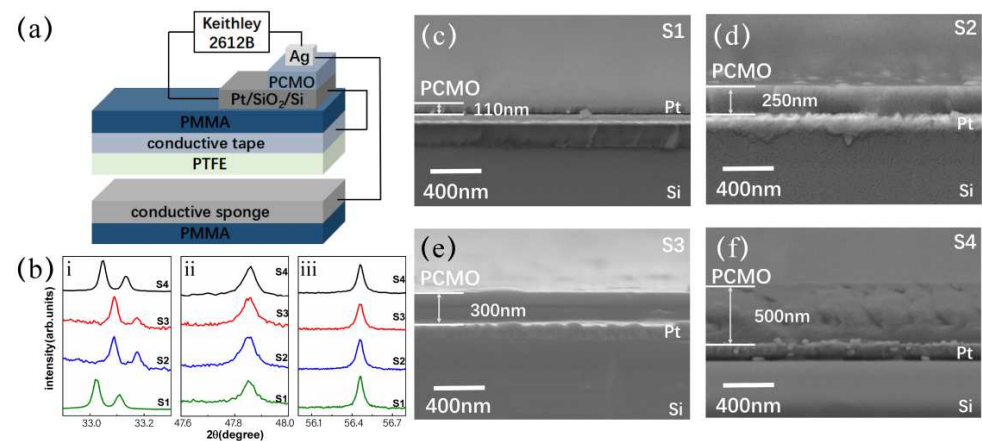 (a)
Keithley
2612B
Ag
PCMO
Pt/SiO₂/Si
PMMA
conductive tape
PTFE
conductive sponge
PMMA
(b)
i
ii
iii
S4
S4
S4
S3
S3
S3
S2
S2
S2
S1
S1
S1
intensity(arb.units)
33.0
33.2
47.6
47.8
48.0
56.1
56.4
56.7
2θ(degree)
(c)
S1
PCMO
110nm
Pt
400nm
Si
(d)
S2
PCMO
250nm
Pt
400nm
Si
(e)
S3
PCMO
300nm
Pt
400nm
Si
(f)
S4
PCMO
500nm
Pt
400nm
Si